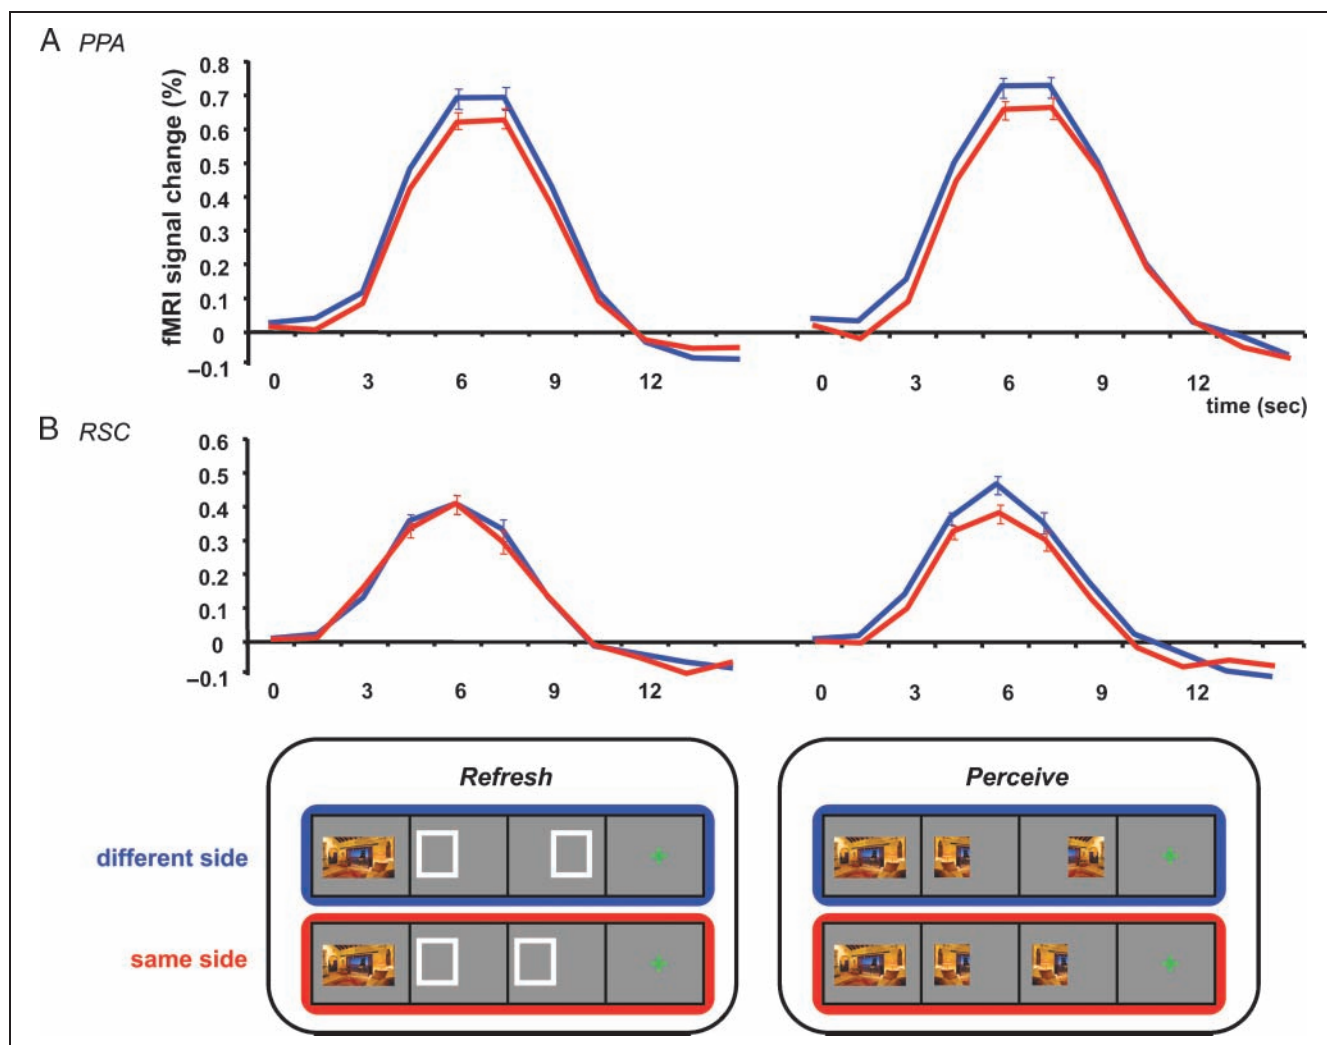 A PPA
fMRI signal change (%)
0.8
0.7
0.6
0.5
0.4
0.3
0.2
0.1
0
−0.1
0 3 6 9 12
0 3 6 9 12
time (sec)
B RSC
0.6
0.5
0.4
0.3
0.2
0.1
0
−0.1
0 3 6 9 12
0 3 6 9 12
Refresh
Perceive
different side
same side